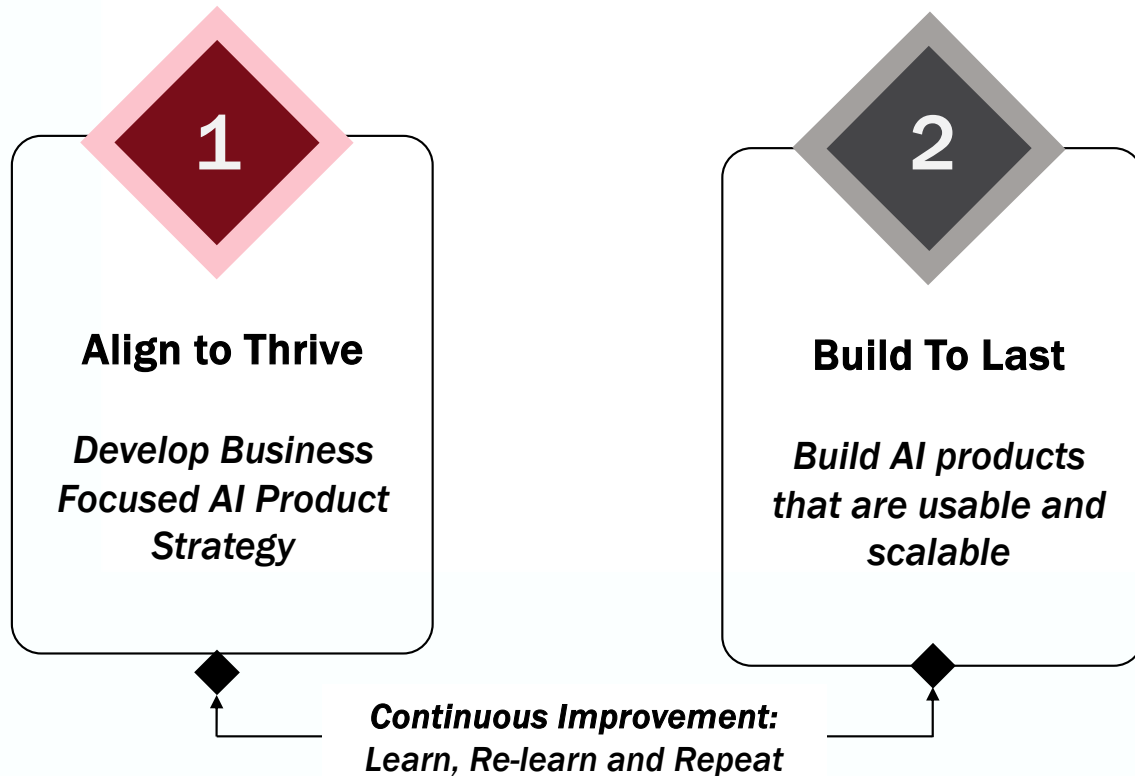 1
Align to Thrive
Develop Business
Focused AI Product
Strategy
2
Build To Last
Build AI products
that are usable and
scalable
Continuous Improvement:
Learn, Re-learn and Repeat